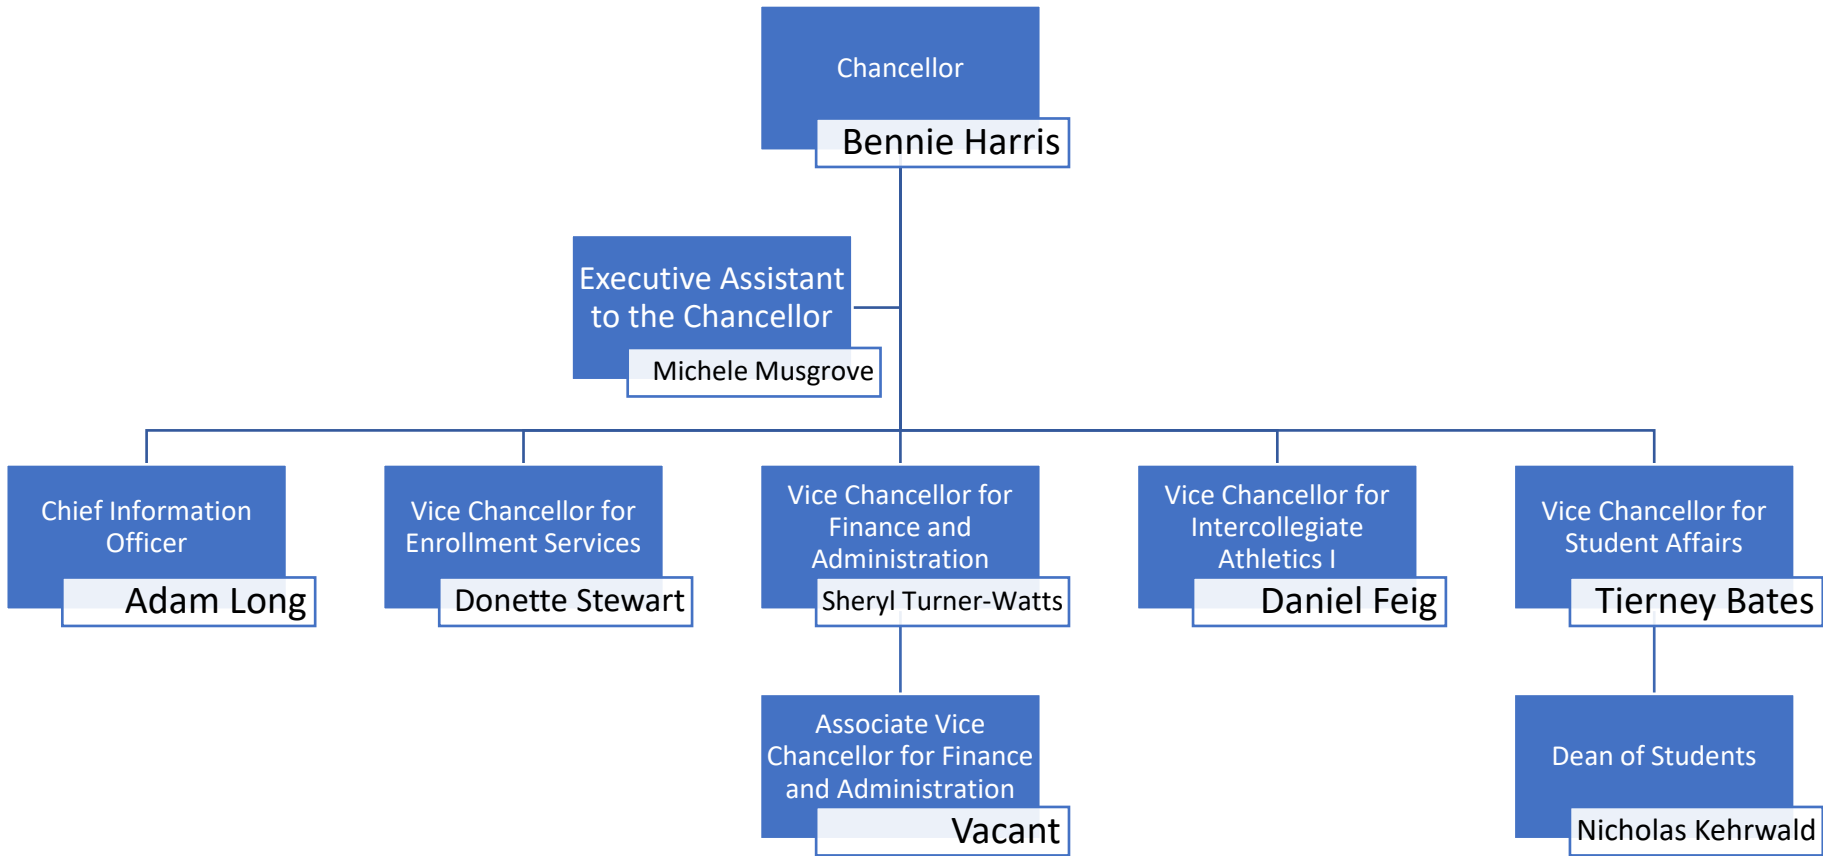 Chancellor
Bennie Harris
Executive Assistant
to the Chancellor
Michele Musgrove
Chief Information
Officer
Adam Long
Vice Chancellor for
Enrollment Services
Donette Stewart
Vice Chancellor for
Finance and
Administration
Sheryl Turner-Watts
Vice Chancellor for
Intercollegiate
Athletics I
Daniel Feig
Vice Chancellor for
Student Affairs
Tierney Bates
Associate Vice
Chancellor for Finance
and Administration
Vacant
Dean of Students
Nicholas Kehrwald